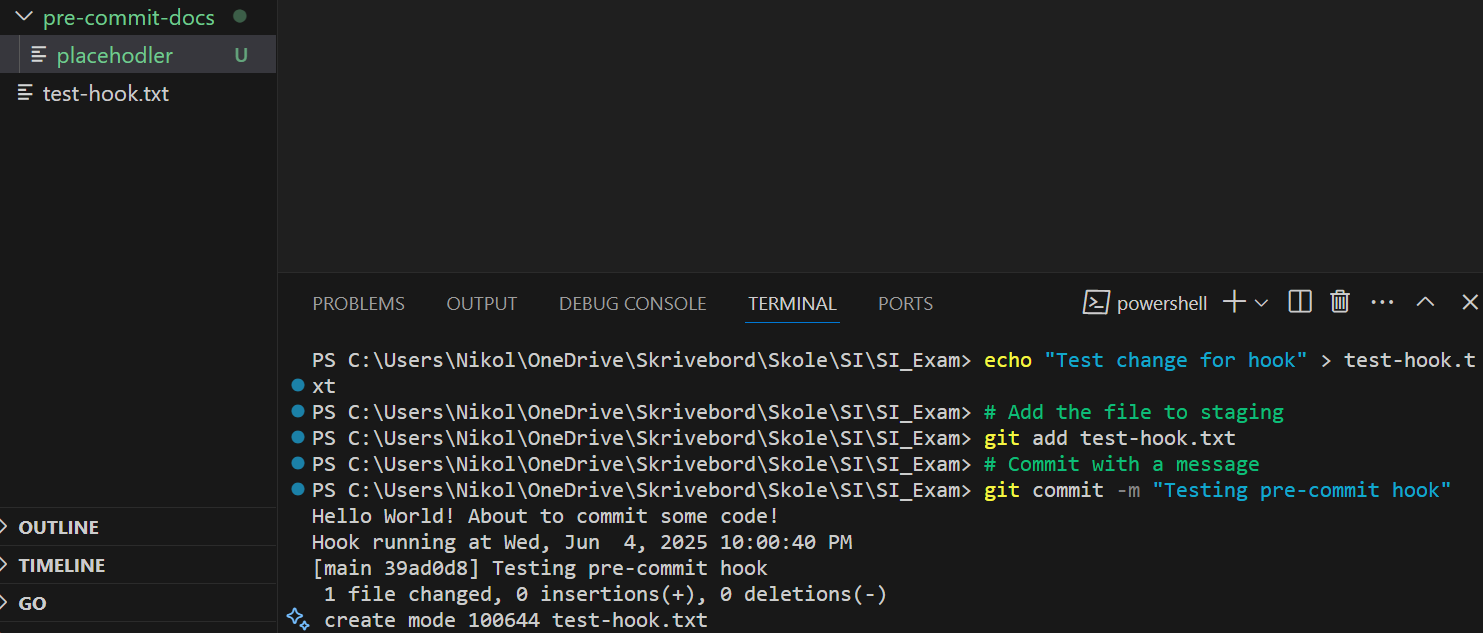 pre-commit-docs
placehodler U
test-hook.txt
OUTLINE
TIMELINE
GO
PROBLEMS OUTPUT DEBUG CONSOLE TERMINAL PORTS powershell
PS C:\Users\Nikol\OneDrive\Skrivebord\Skole\SI\SI_Exam> echo "Test change for hook" > test-hook.t
xt
PS C:\Users\Nikol\OneDrive\Skrivebord\Skole\SI\SI_Exam> # Add the file to staging
PS C:\Users\Nikol\OneDrive\Skrivebord\Skole\SI\SI_Exam> git add test-hook.txt
PS C:\Users\Nikol\OneDrive\Skrivebord\Skole\SI\SI_Exam> # Commit with a message
PS C:\Users\Nikol\OneDrive\Skrivebord\Skole\SI\SI_Exam> git commit -m "Testing pre-commit hook"
Hello World! About to commit some code!
Hook running at Wed, Jun  4, 2025 10:00:40 PM
[main 39ad0d8] Testing pre-commit hook
 1 file changed, 0 insertions(+), 0 deletions(-)
 create mode 100644 test-hook.txt